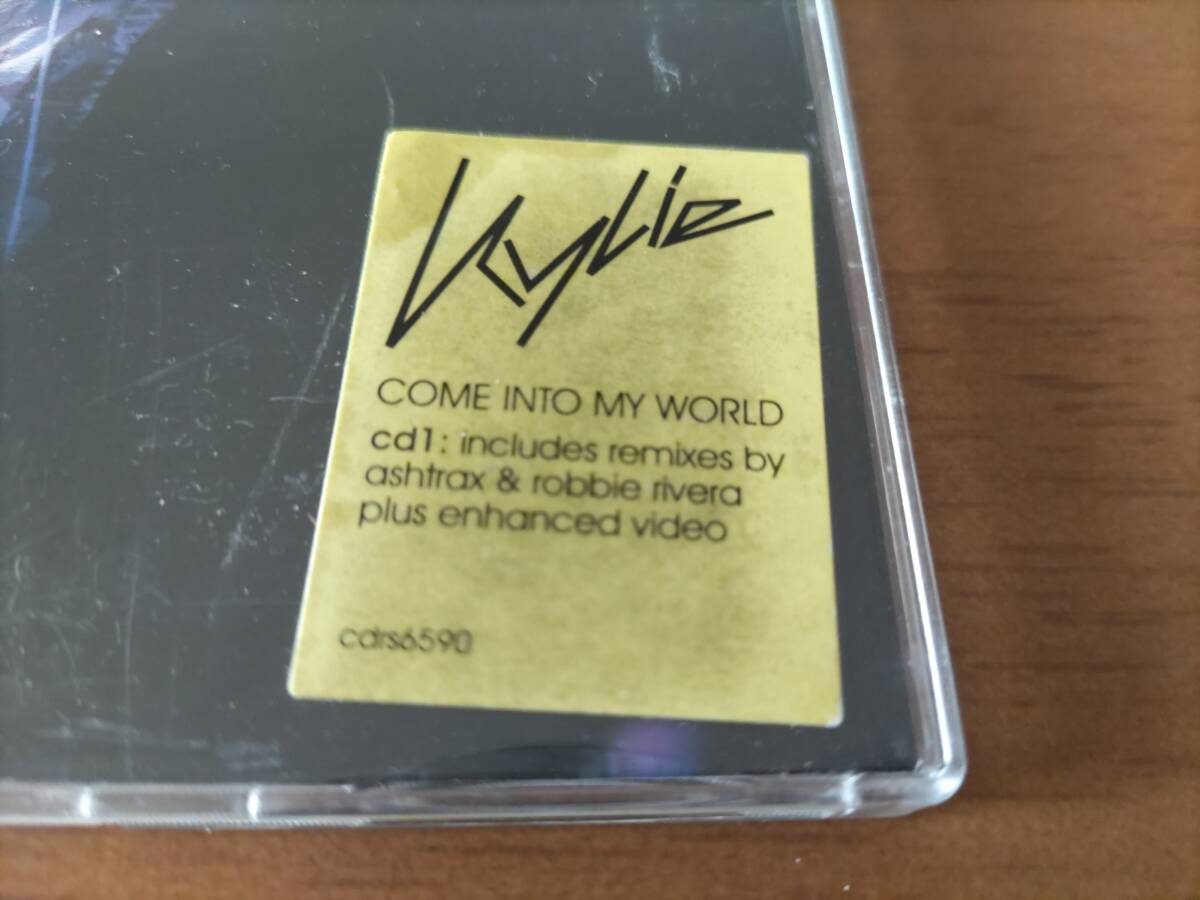 Kylie
COME INTO MY WORLD
cd1: includes remixes by
ashtrax & robbie rivera
plus enhanced video
cdrs6590